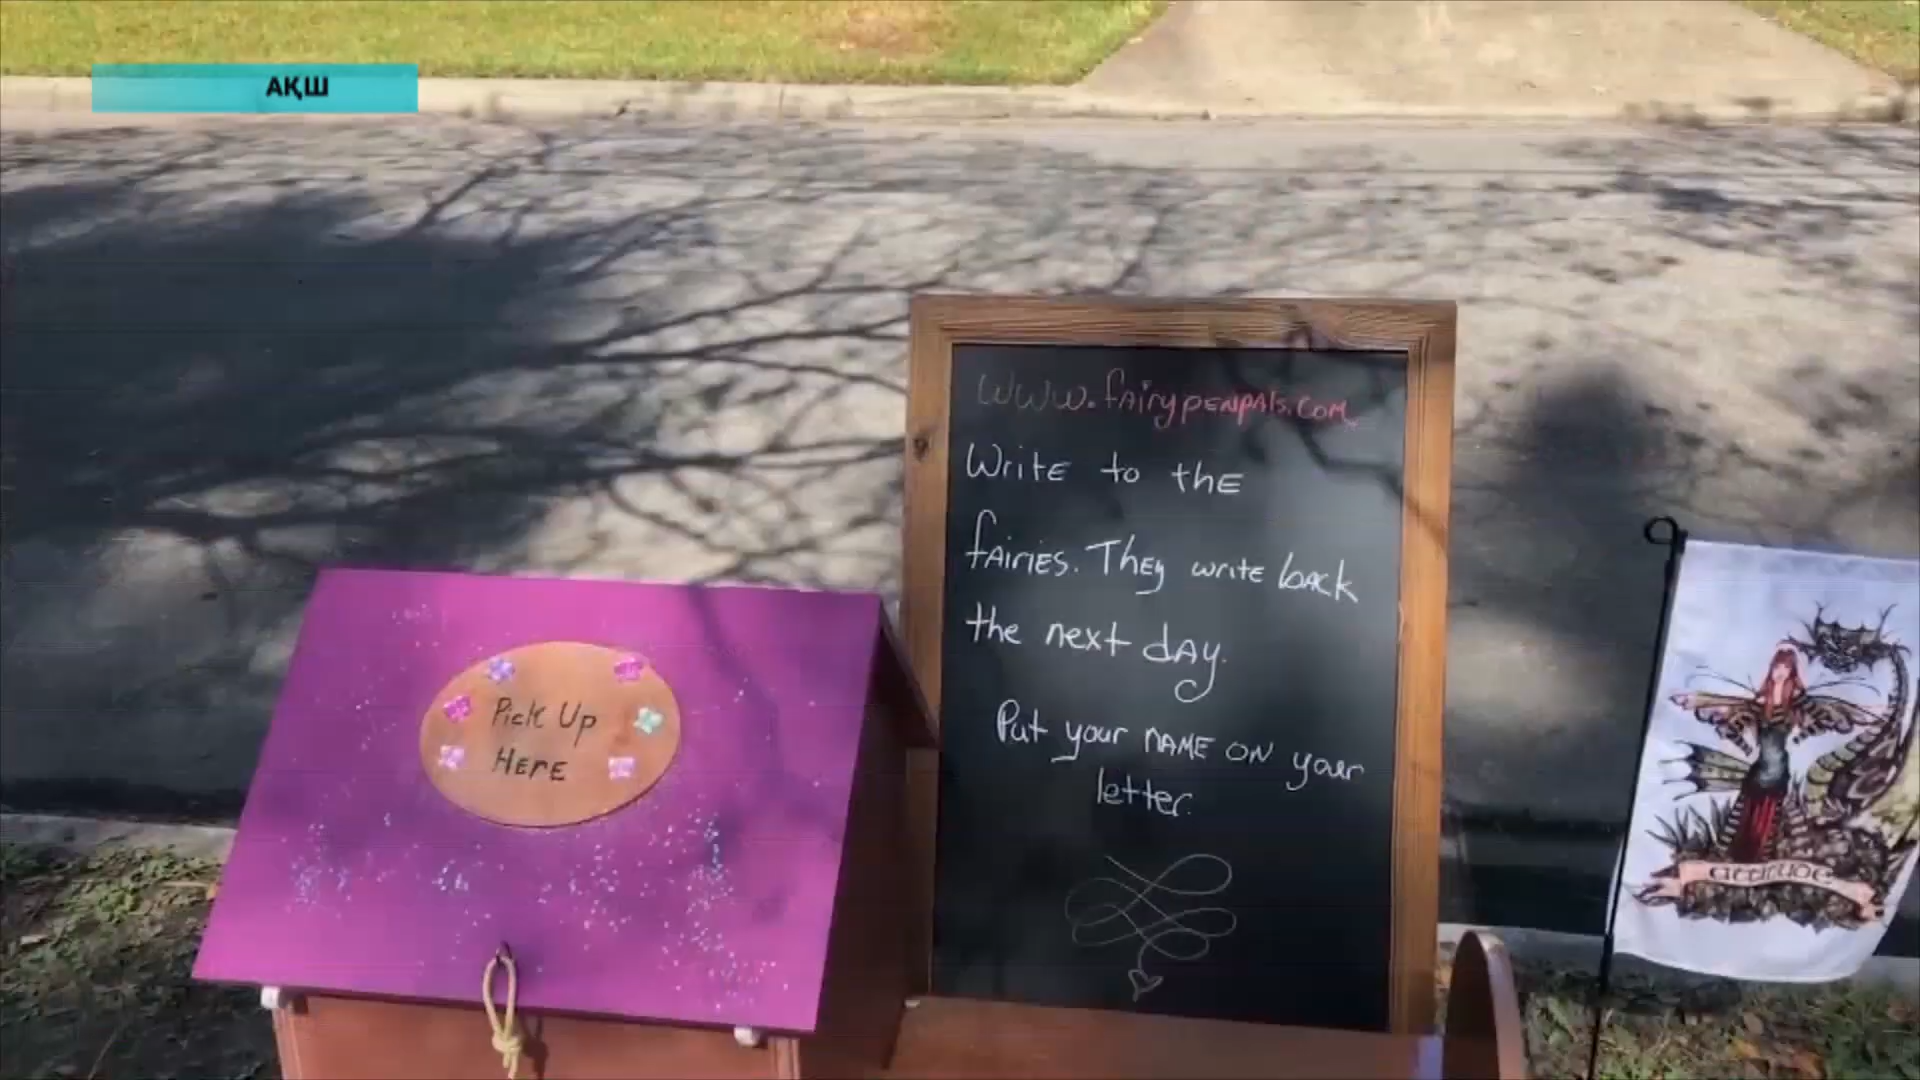 АҚШ
www.fairypenpals.com
Write to the
fairies. They write back
the next day.
Put your name on your
letter.
Pick Up
Here
attitude